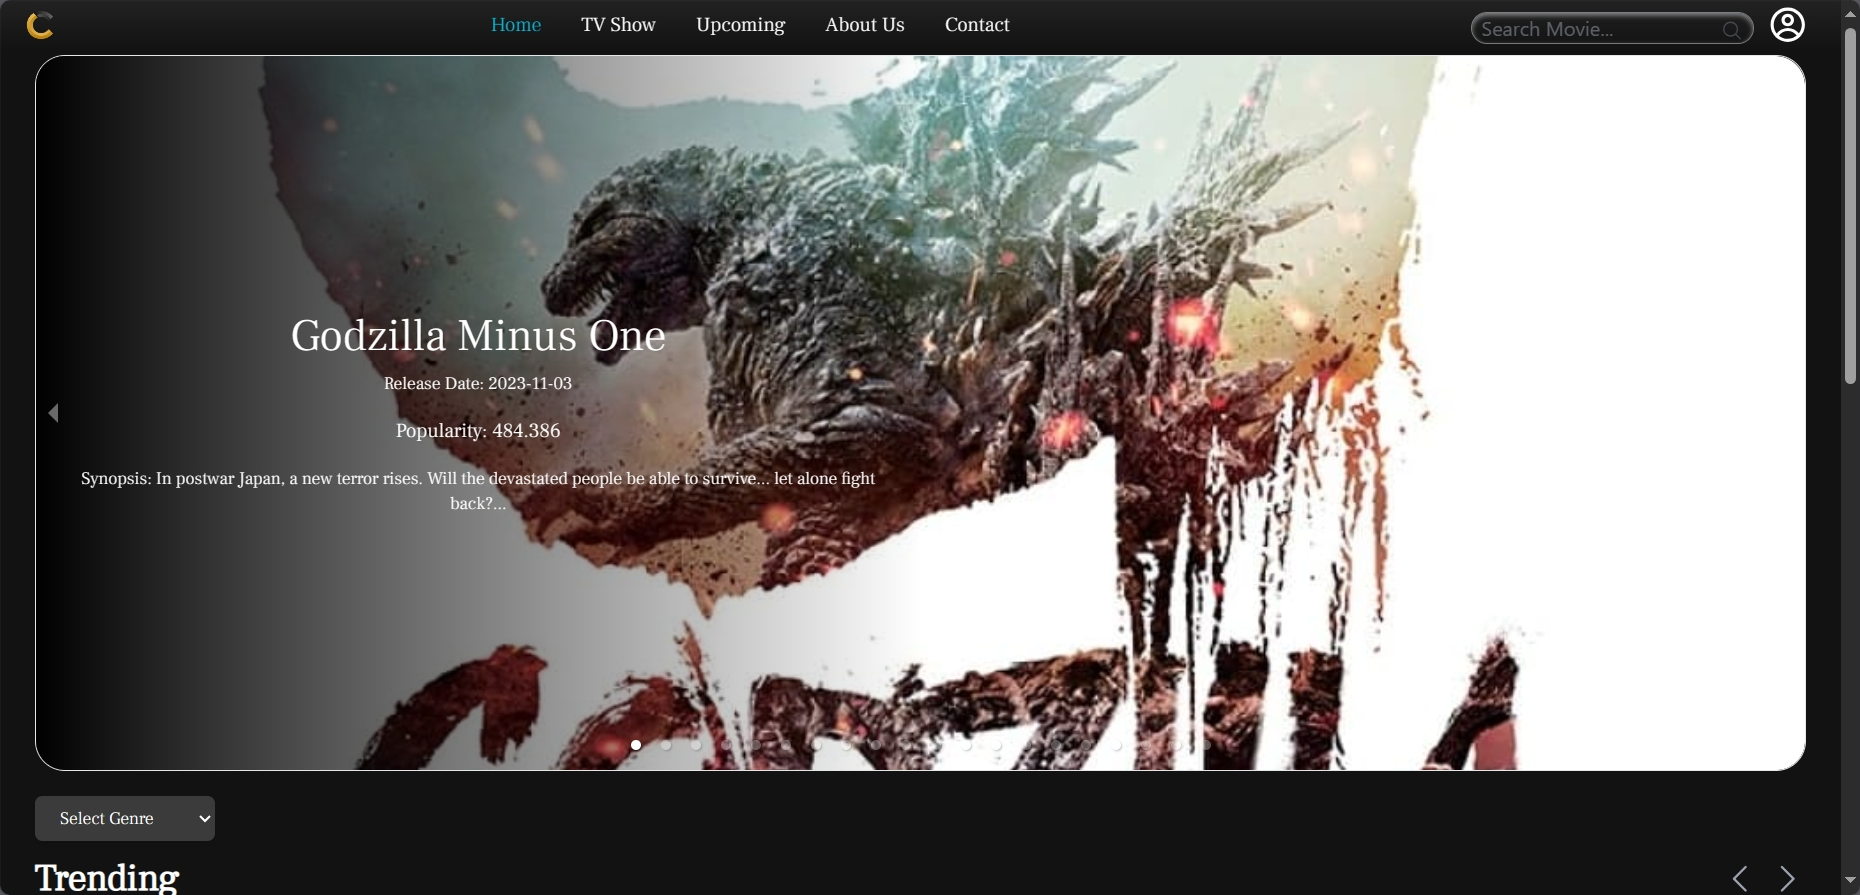 Home TV Show Upcoming About Us Contact
Search Movie...
Godzilla Minus One
Release Date: 2023-11-03
Popularity: 484.386
Synopsis: In postwar Japan, a new terror rises. Will the devastated people be able to survive... let alone fight
back?...
Select Genre
Trending